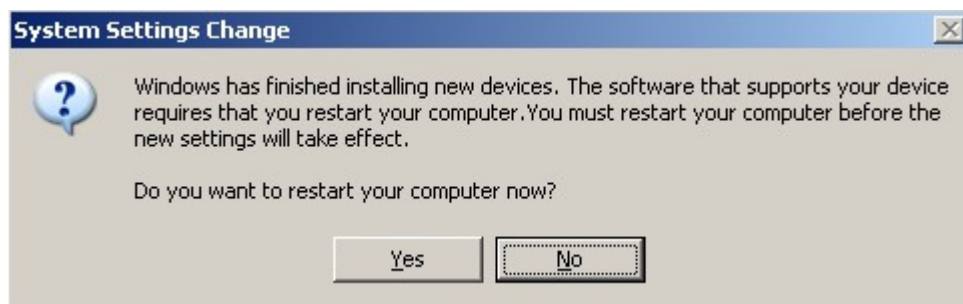 System Settings Change
Windows has finished installing new devices. The software that supports your device
requires that you restart your computer.You must restart your computer before the
new settings will take effect.
Do you want to restart your computer now?
Yes No